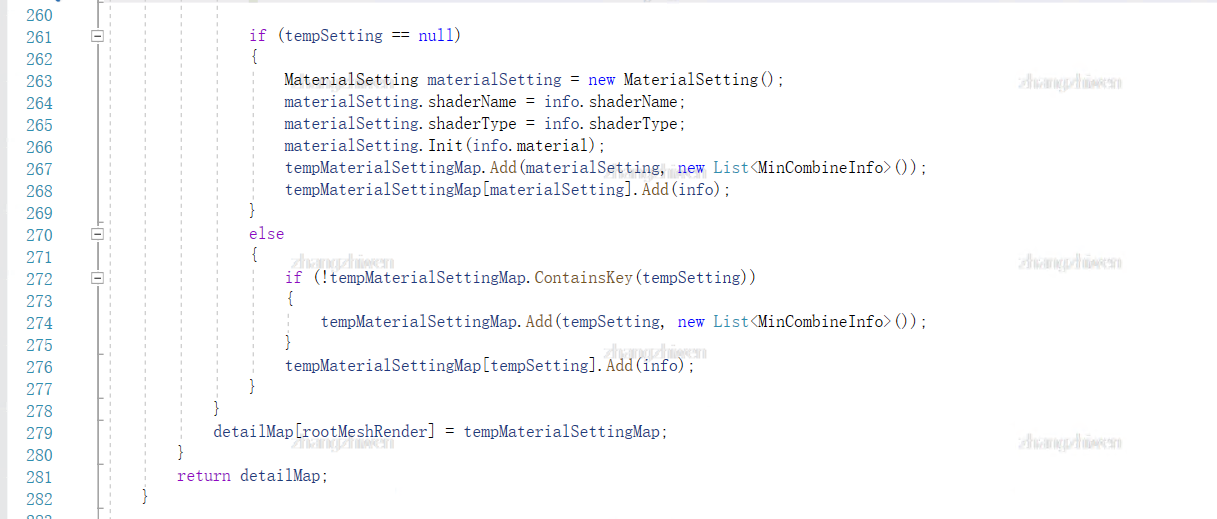 260
261 if (tempSetting == null)
262 {
263 MaterialSetting materialSetting = new MaterialSetting();
264 materialSetting.shaderName = info.shaderName;
265 materialSetting.shaderType = info.shaderType;
266 materialSetting.Init(info.material);
267 tempMaterialSettingMap.Add(materialSetting, new List<MinCombineInfo>());
268 tempMaterialSettingMap[materialSetting].Add(info);
269 }
270 else
271 {
272 if (!tempMaterialSettingMap.ContainsKey(tempSetting))
273 {
274 tempMaterialSettingMap.Add(tempSetting, new List<MinCombineInfo>());
275 }
276 tempMaterialSettingMap[tempSetting].Add(info);
277 }
278 }
279 detailMap[rootMeshRender] = tempMaterialSettingMap;
280 }
281 return detailMap;
282 }